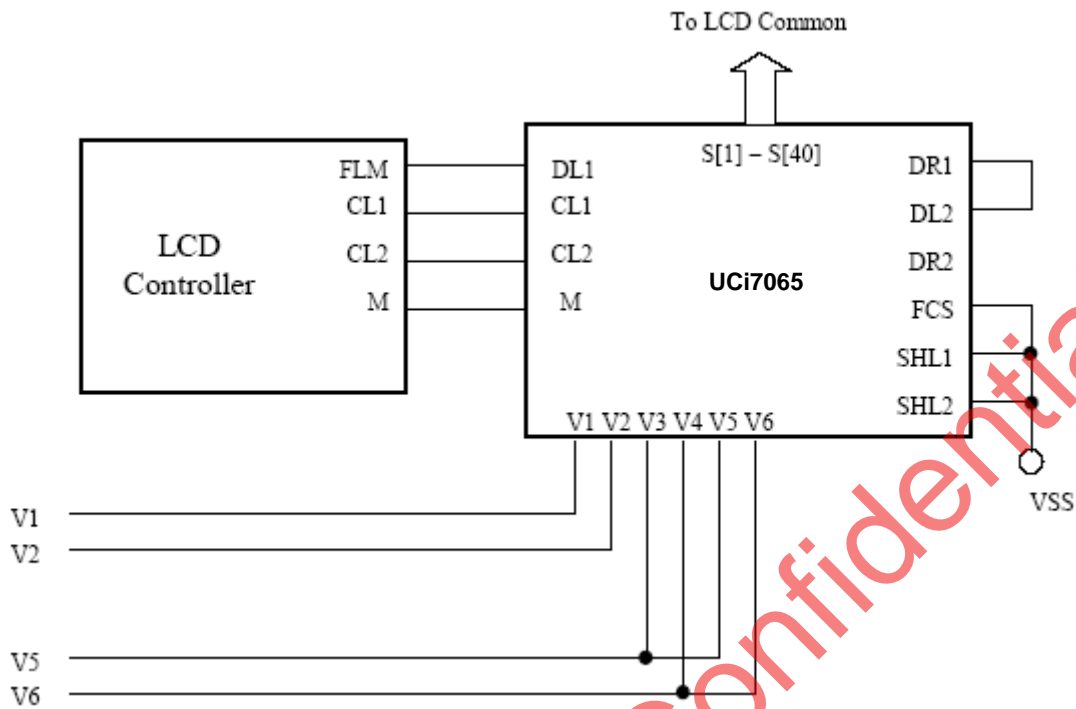 To LCD Common
S[1] – S[40]
FLM
CL1
CL2
M
LCD
Controller
DL1
CL1
CL2
M
UCi7065
DR1
DL2
DR2
FCS
SHL1
SHL2
V1 V2 V3 V4 V5 V6
VSS
V1
V2
V5
V6